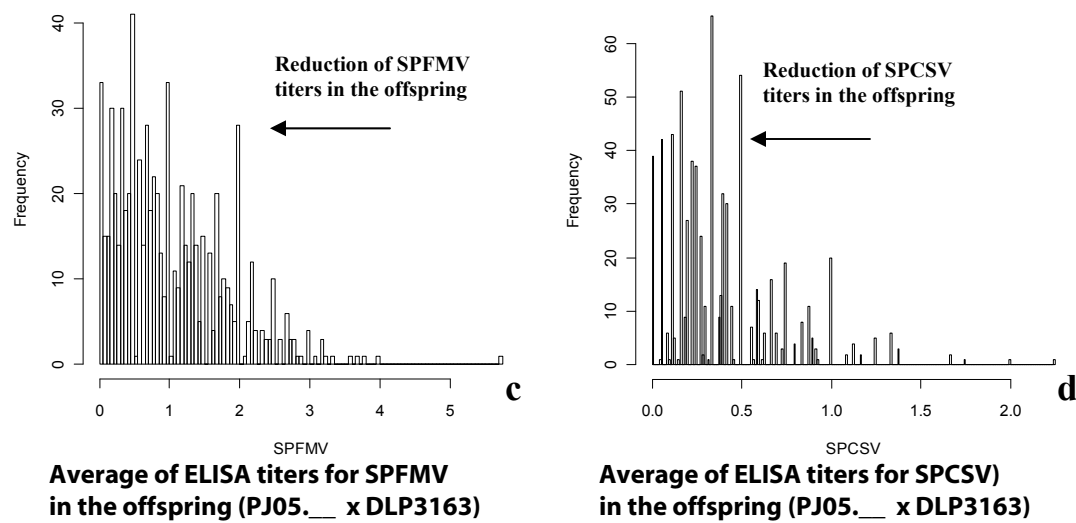 40
30
20
10
0
Frequency
Reduction of SPFMV
titers in the offspring
0 1 2 3 4 5
SPFMV
c
Average of ELISA titers for SPFMV
in the offspring (PJ05.__ x DLP3163)
60
50
40
30
20
10
0
Frequency
Reduction of SPCSV
titers in the offspring
0.0 0.5 1.0 1.5 2.0
SPCSV
d
Average of ELISA titers for SPCSV)
in the offspring (PJ05.__ x DLP3163)